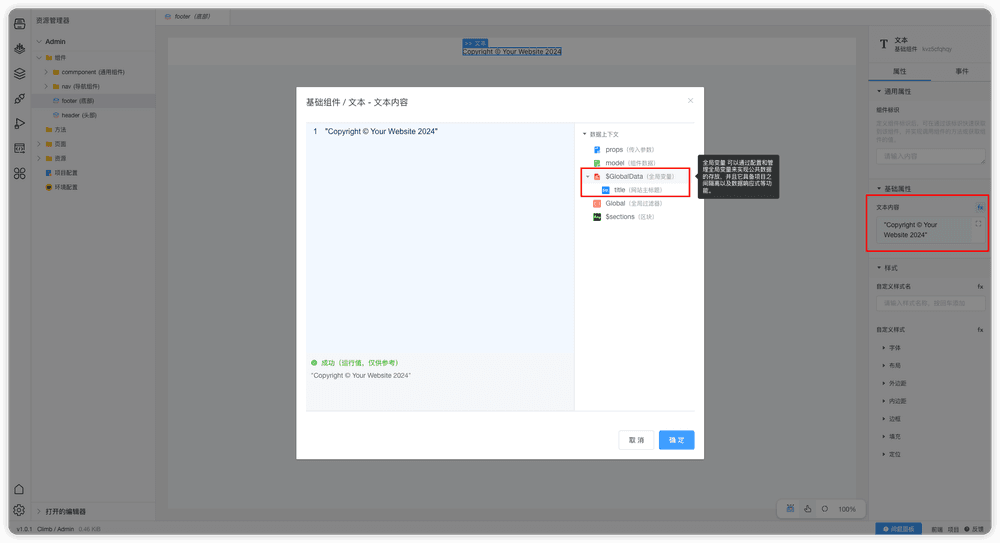 资源管理器
footer (底部)
Admin
组件
commponent (通用组件)
nav (导航组件)
footer (底部)
header (头部)
方法
页面
资源
项目配置
环境配置
打开的编辑器
v1.0.1 Climb / Admin 0.46 KB
文本
Copyright © Your Website 2024
基础组件 / 文本 - 文本内容
1 "Copyright © Your Website 2024"
成功（运行值，仅供参考）
"Copyright © Your Website 2024"
数据上下文
props (传入参数)
model (组件数据)
$GlobalData (全局变量)
title (网站主标题)
Global (全局过滤器)
$sections (区块)
取 消
确 定
全局变量 可以通过配置和管
理全局变量来实现公共数据
的存放，并且它具备项目之
间隔离以及数据响应式等功
能。
T 文本
基础组件
属性 事件
通用属性
组件标识
请输入内容
基础属性
文本内容 fx
"Copyright © Your
Website 2024"
样式
自定义样式名 fx
自定义样式 fx
字体
布局
外边距
内边距
边框
填充
定位
100%
项目 反馈